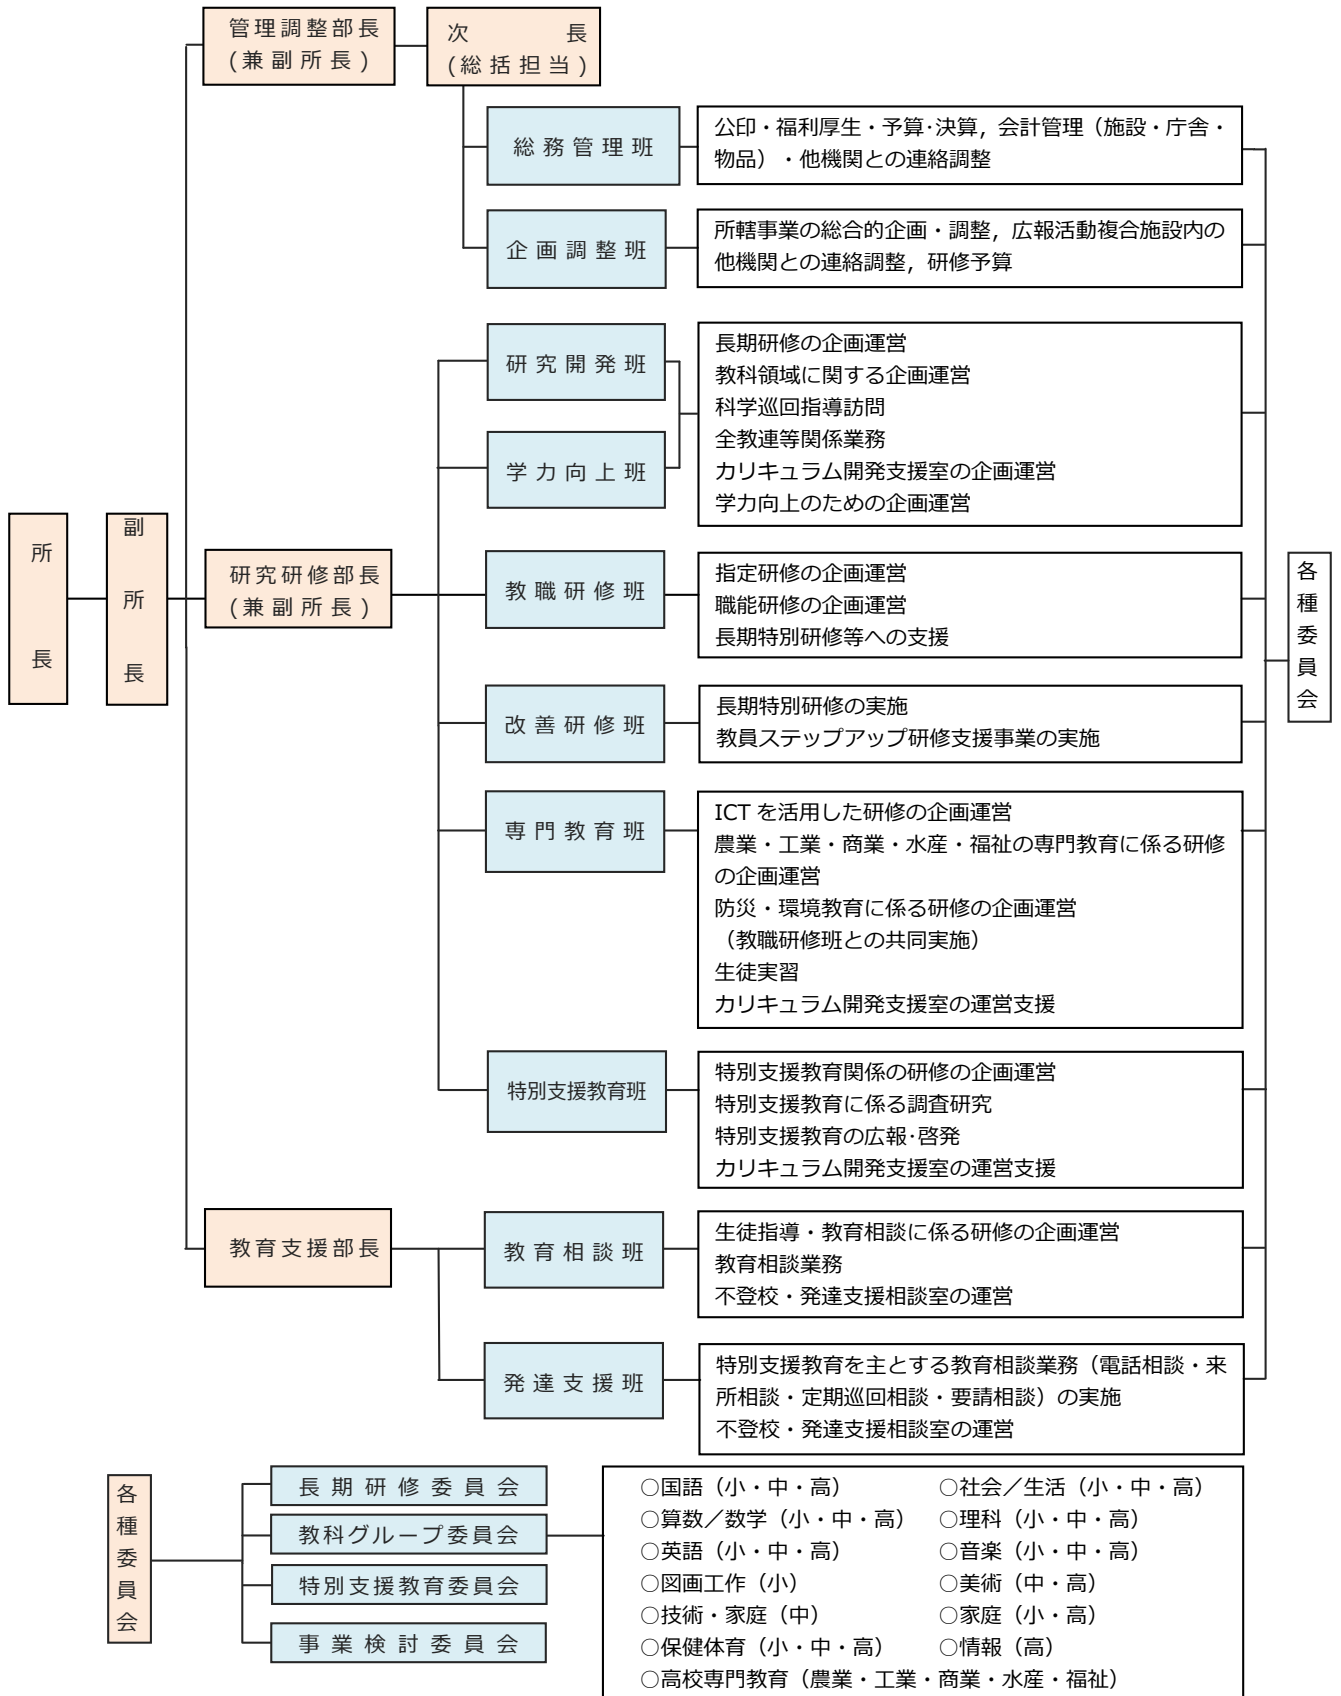 管理調整部長
(兼副所長)
次長
(総括担当)
総務管理班
公印・福利厚生・予算･決算，会計管理（施設・庁舎・
物品）・他機関との連絡調整
企画調整班
所轄事業の総合的企画・調整，広報活動複合施設内の
他機関との連絡調整，研修予算
研究開発班
学力向上班
長期研修の企画運営
教科領域に関する企画運営
科学巡回指導訪問
全教連等関係業務
カリキュラム開発支援室の企画運営
学力向上のための企画運営
所長
副所長
研究研修部長
(兼副所長)
教職研修班
指定研修の企画運営
職能研修の企画運営
長期特別研修等への支援
各種委員会
改善研修班
長期特別研修の実施
教員ステップアップ研修支援事業の実施
専門教育班
ICT を活用した研修の企画運営
農業・工業・商業・水産・福祉の専門教育に係る研修
の企画運営
防災・環境教育に係る研修の企画運営
（教職研修班との共同実施）
生徒実習
カリキュラム開発支援室の運営支援
特別支援教育班
特別支援教育関係の研修の企画運営
特別支援教育に係る調査研究
特別支援教育の広報･啓発
カリキュラム開発支援室の運営支援
教育支援部長
教育相談班
生徒指導・教育相談に係る研修の企画運営
教育相談業務
不登校・発達支援相談室の運営
発達支援班
特別支援教育を主とする教育相談業務（電話相談・来
所相談・定期巡回相談・要請相談）の実施
不登校・発達支援相談室の運営
各種委員会
長期研修委員会
教科グループ委員会
特別支援教育委員会
事業検討委員会
○国語（小・中・高） ○社会／生活（小・中・高）
○算数／数学（小・中・高） ○理科（小・中・高）
○英語（小・中・高） ○音楽（小・中・高）
○図画工作（小） ○美術（中・高）
○技術・家庭（中） ○家庭（小・高）
○保健体育（小・中・高） ○情報（高）
○高校専門教育（農業・工業・商業・水産・福祉）